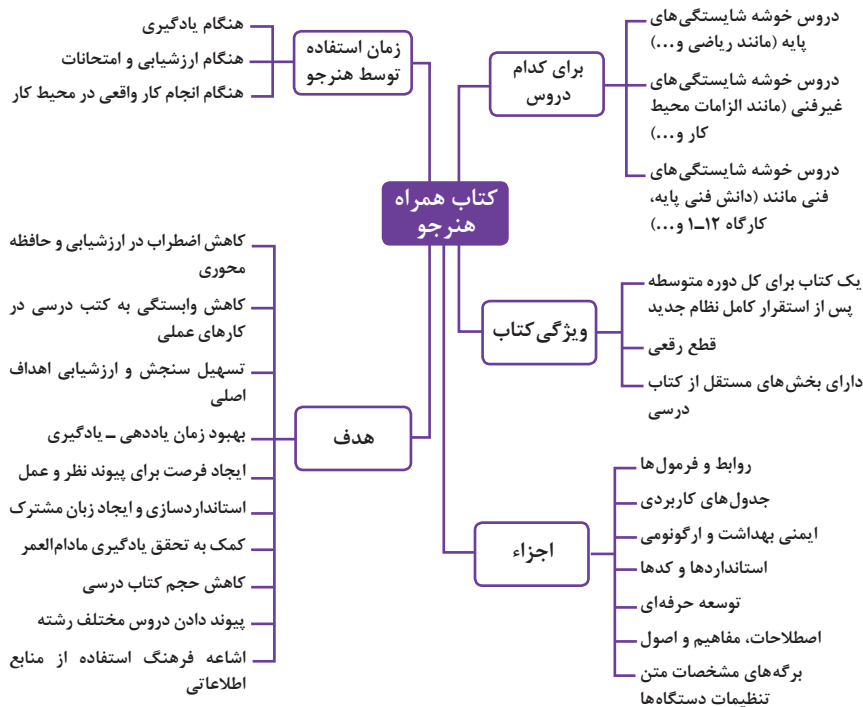 کتاب همراه
هنرجو
برای کدام
دروس
دروس خوشه شایستگی‌های
پایه (مانند ریاضی و...)
دروس خوشه شایستگی‌های
غیرفنی (مانند الزامات محیط
کار و...)
دروس خوشه شایستگی‌های
فنی مانند (دانش فنی پایه،
کارگاه ۱۲ـ۱ و...)
ویژگی کتاب
یک کتاب برای کل دوره متوسطه
پس از استقرار کامل نظام جدید
قطع رقعی
دارای بخش‌های مستقل از کتاب
درسی
اجزاء
روابط و فرمول‌ها
جدول‌های کاربردی
ایمنی بهداشت و ارگونومی
استانداردها و کدها
توسعه حرفه‌ای
اصطلاحات، مفاهیم و اصول
برگه‌های مشخصات متن
تنظیمات دستگاه‌ها
زمان استفاده
توسط هنرجو
هنگام یادگیری
هنگام ارزشیابی و امتحانات
هنگام انجام کار واقعی در محیط کار
هدف
کاهش اضطراب در ارزشیابی و حافظه
محوری
کاهش وابستگی به کتب درسی در
کارهای عملی
تسهیل سنجش و ارزشیابی اهداف
اصلی
بهبود زمان یاددهی ـ یادگیری
ایجاد فرصت برای پیوند نظر و عمل
استانداردسازی و ایجاد زبان مشترک
کمک به تحقق یادگیری مادام‌العمر
کاهش حجم کتاب درسی
پیوند دادن دروس مختلف رشته
اشاعه فرهنگ استفاده از منابع
اطلاعاتی